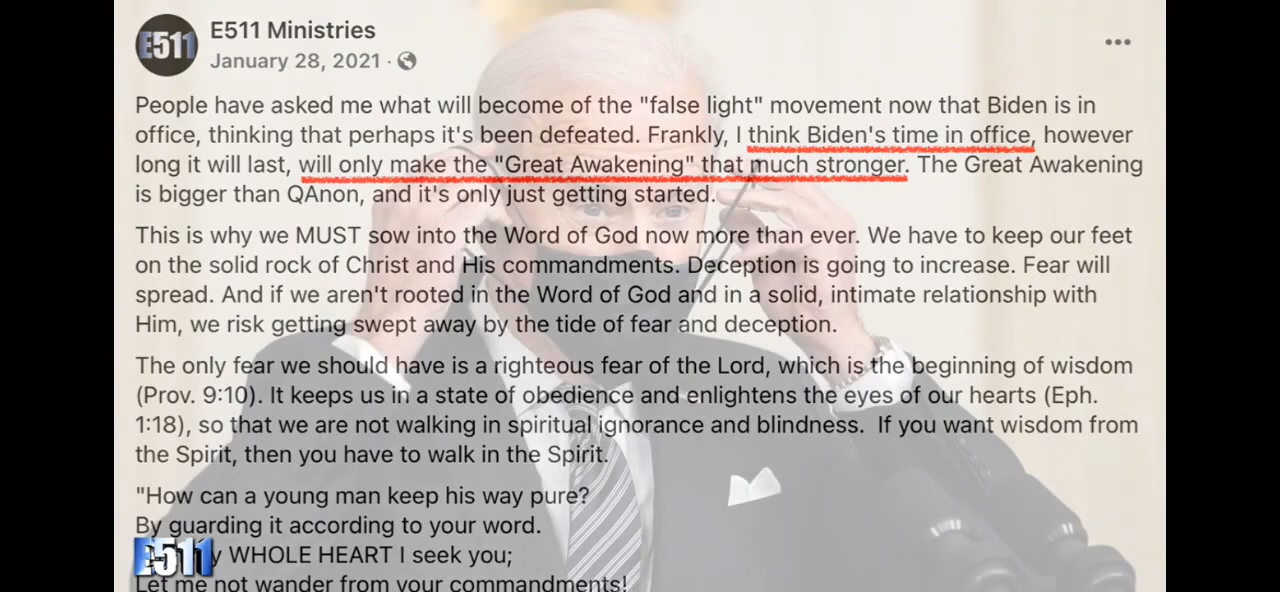 E511
E511 Ministries
January 28, 2021 ·
People have asked me what will become of the "false light" movement now that Biden is in
office, thinking that perhaps it's been defeated. Frankly, I think Biden's time in office, however
long it will last, will only make the "Great Awakening" that much stronger. The Great Awakening
is bigger than QAnon, and it's only just getting started.
This is why we MUST sow into the Word of God now more than ever. We have to keep our feet
on the solid rock of Christ and His commandments. Deception is going to increase. Fear will
spread. And if we aren't rooted in the Word of God and in a solid, intimate relationship with
Him, we risk getting swept away by the tide of fear and deception.
The only fear we should have is a righteous fear of the Lord, which is the beginning of wisdom
(Prov. 9:10). It keeps us in a state of obedience and enlightens the eyes of our hearts (Eph.
1:18), so that we are not walking in spiritual ignorance and blindness. If you want wisdom from
the Spirit, then you have to walk in the Spirit.
"How can a young man keep his way pure?
By guarding it according to your word.
E511 y WHOLE HEART I seek you;
Let me not wander from your commandments!